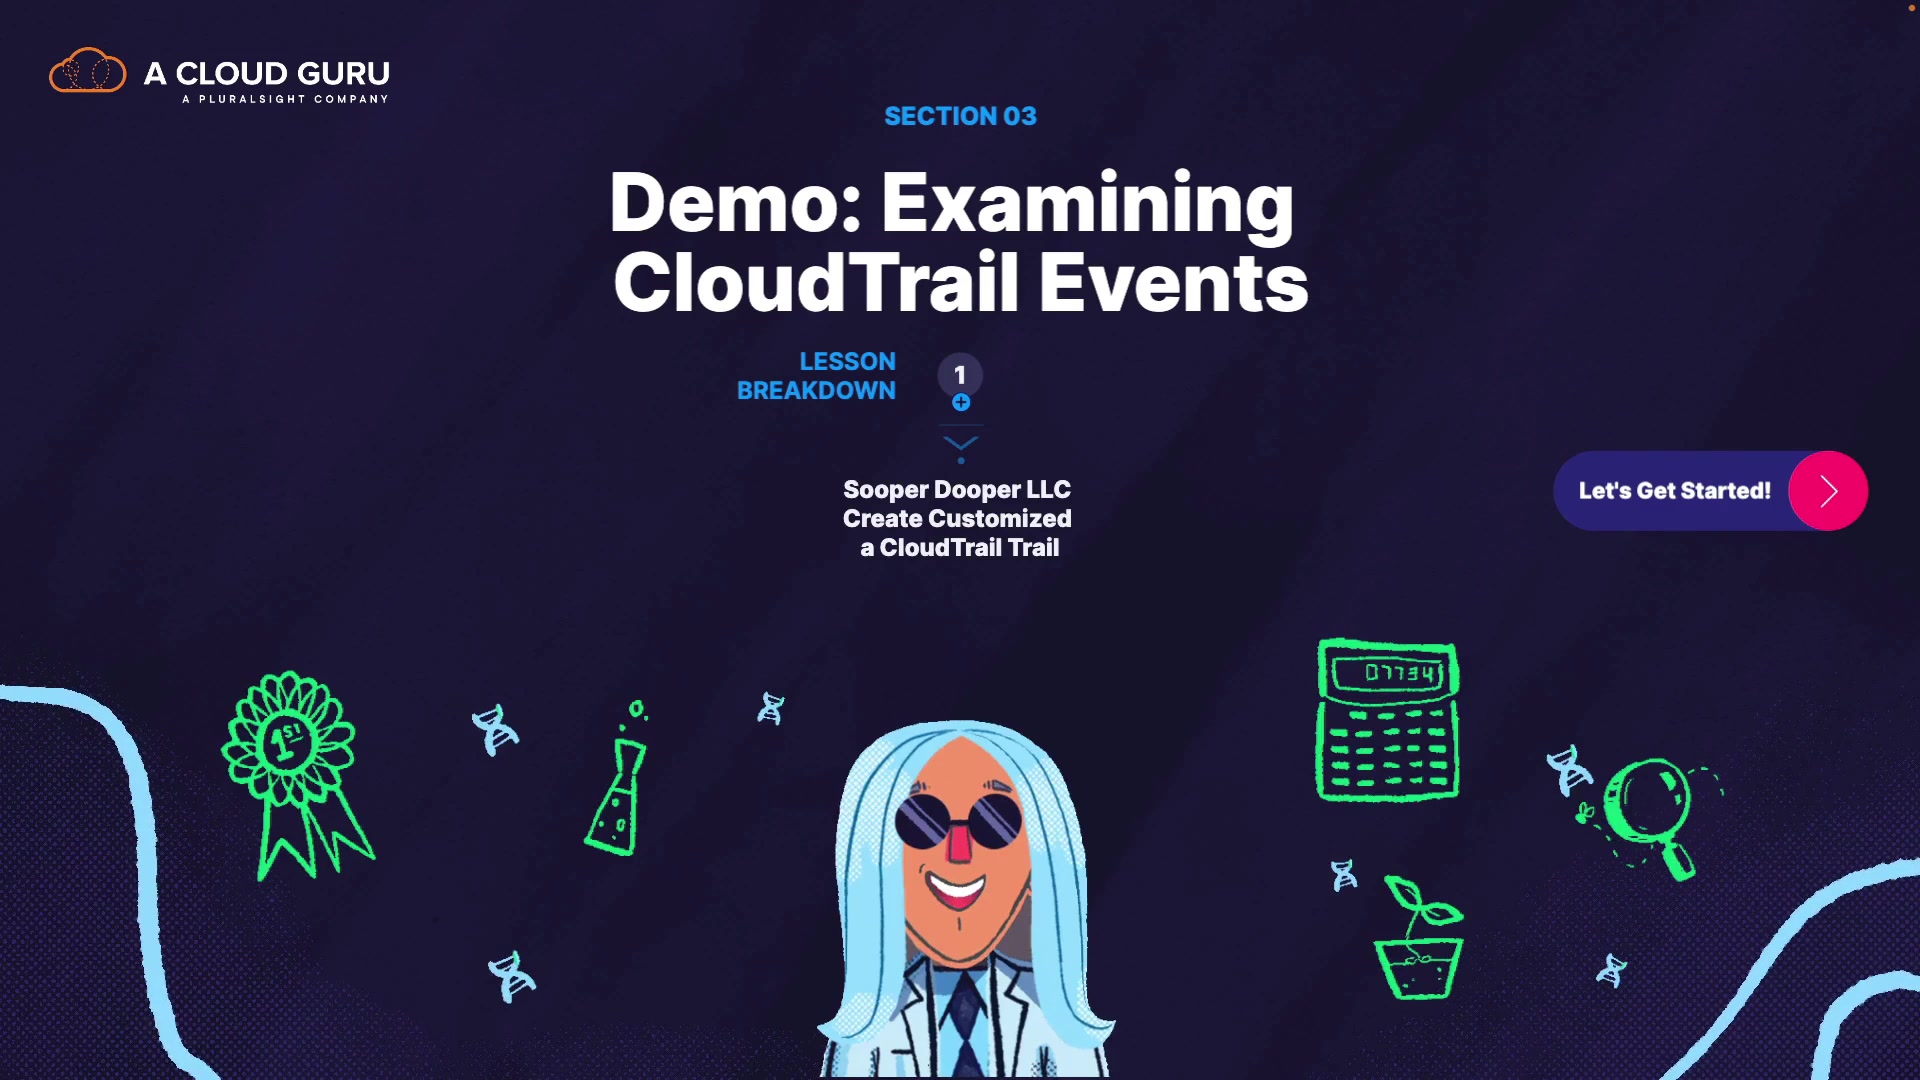 A CLOUD GURU
A PLURALSIGHT COMPANY
SECTION 03
Demo: Examining
CloudTrail Events
LESSON
BREAKDOWN
1
Sooper Dooper LLC
Create Customized
a CloudTrail Trail
Let's Get Started!
07734
1ST